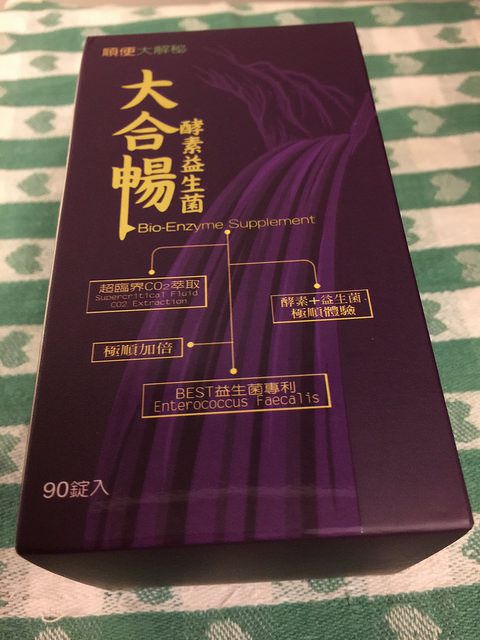 順便大解秘
大合暢
酵素益生菌
Bio-Enzyme Supplement
超臨界CO2萃取
Supercritical Fluid
CO2 Extraction
酵素+益生菌
極順體驗
極順加倍
BEST益生菌專利
Enterococcus Faecalis
90錠入